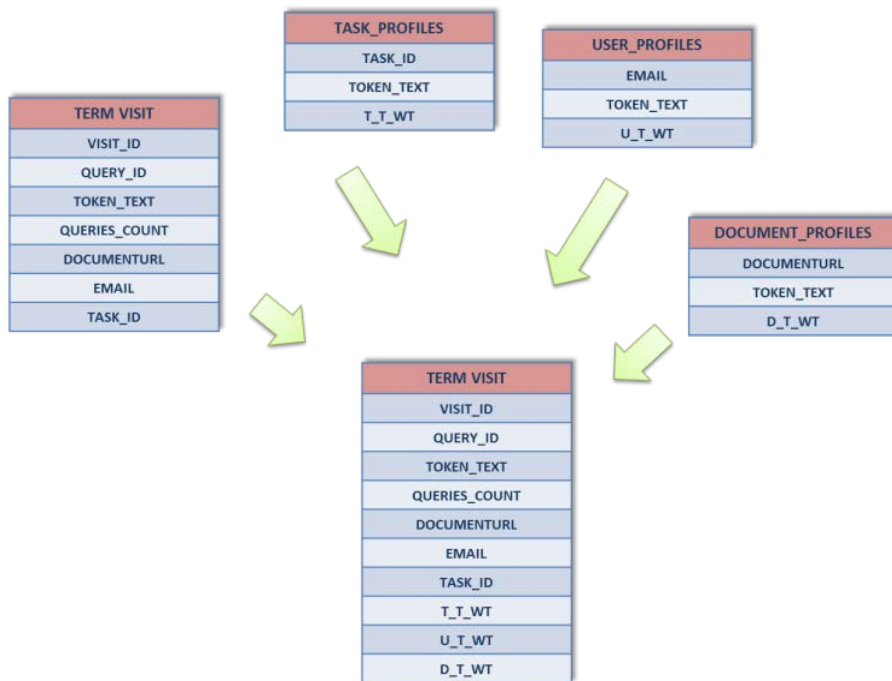 TASK_PROFILES
TASK_ID
TOKEN_TEXT
T_T_WT
USER_PROFILES
EMAIL
TOKEN_TEXT
U_T_WT
TERM VISIT
VISIT_ID
QUERY_ID
TOKEN_TEXT
QUERIES_COUNT
DOCUMENTURL
EMAIL
TASK_ID
DOCUMENT_PROFILES
DOCUMENTURL
TOKEN_TEXT
D_T_WT
TERM VISIT
VISIT_ID
QUERY_ID
TOKEN_TEXT
QUERIES_COUNT
DOCUMENTURL
EMAIL
TASK_ID
T_T_WT
U_T_WT
D_T_WT